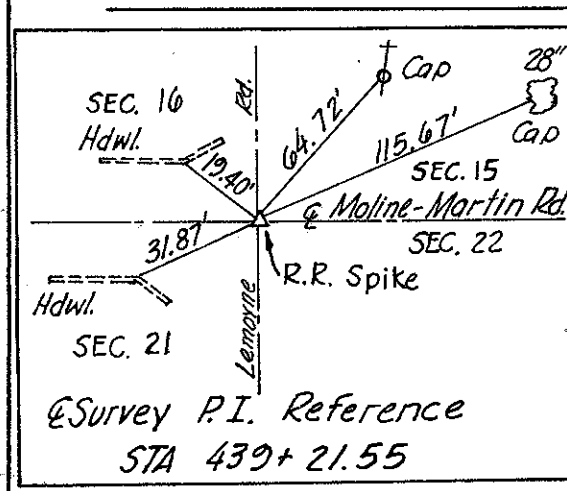 28"
Cap
Cap
SEC. 16
Hdwl.
Rd.
64.72'
19.40'
115.67'
SEC. 15
℄ Moline-Martin Rd.
SEC. 22
31.87'
R.R. Spike
Hdwl.
SEC. 21
Lemoyne
℄ Survey P.I. Reference
STA 439+21.55